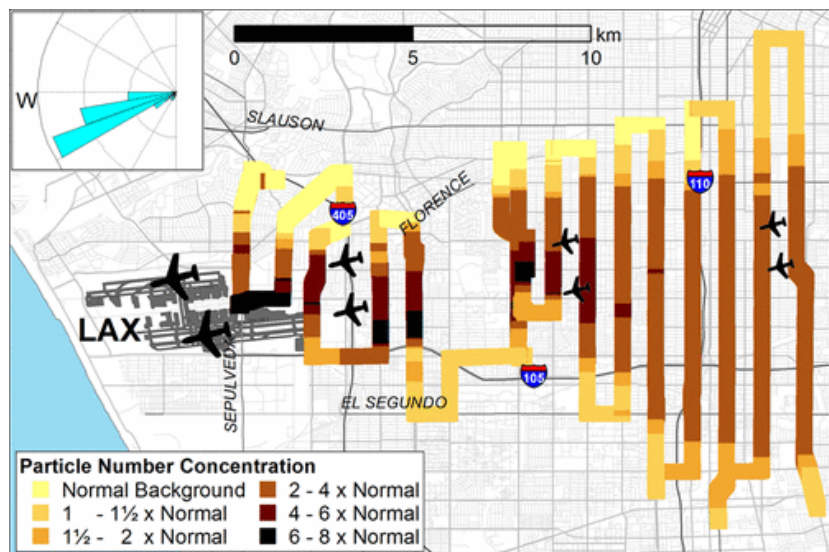 W
0
5
10
km
SLAUSON
FLORENCE
405
110
LAX
SEPULVEDA
105
EL SEGUNDO
Particle Number Concentration
Normal Background
1 - 1½ x Normal
1½ - 2 x Normal
2 - 4 x Normal
4 - 6 x Normal
6 - 8 x Normal